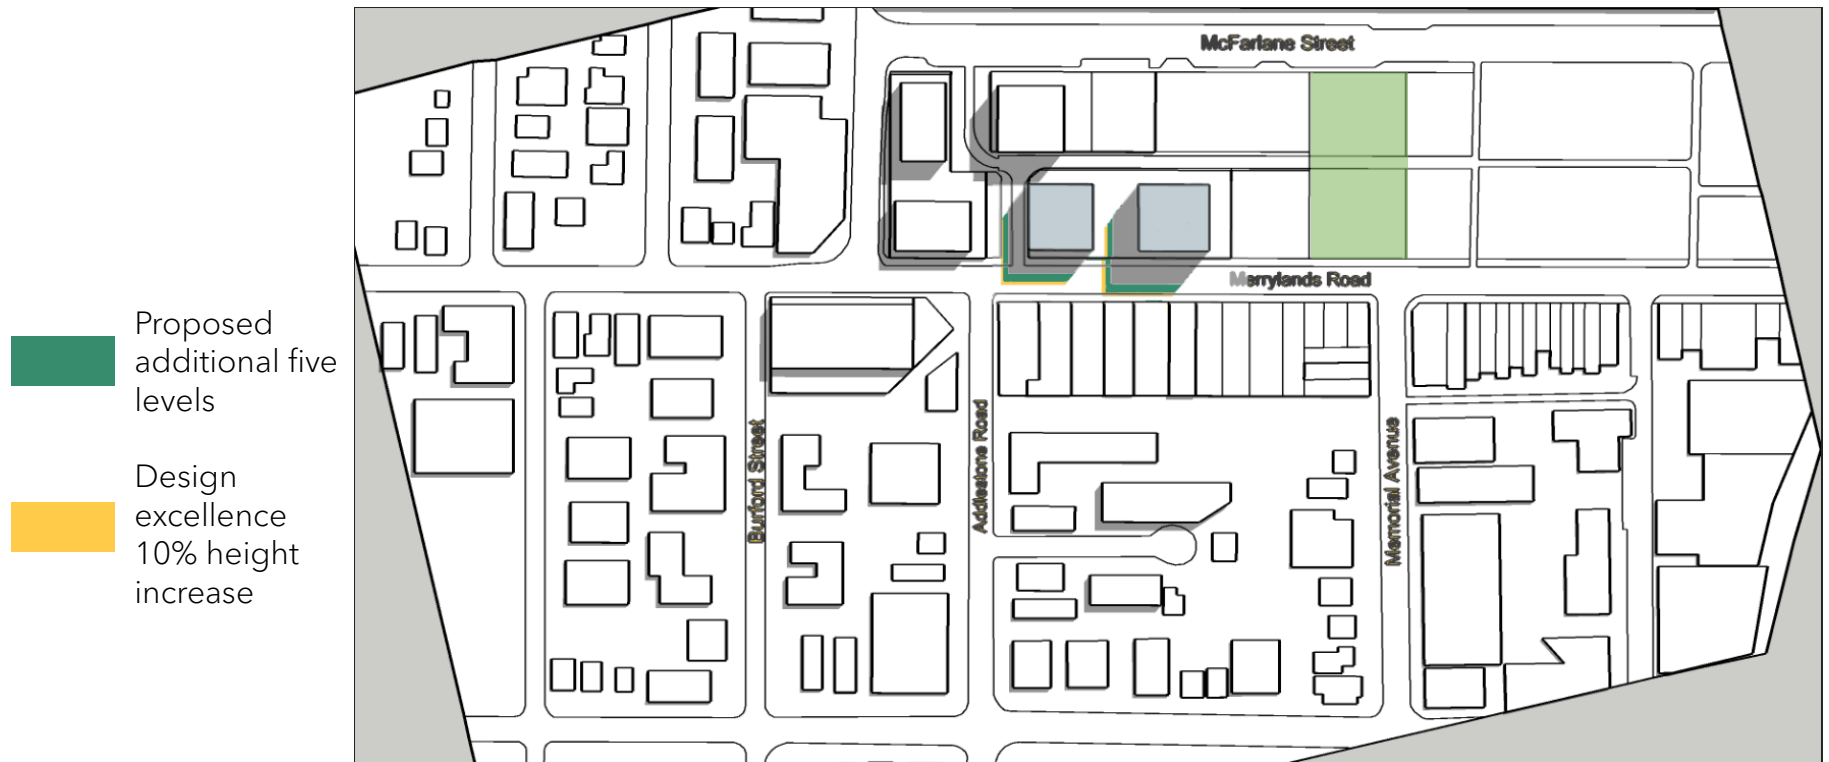 McFarlane Street
Merrylands Road
Proposed
additional five
levels
Design
excellence
10% height
increase
Burford Street
Addlestone Road
Memorial Avenue